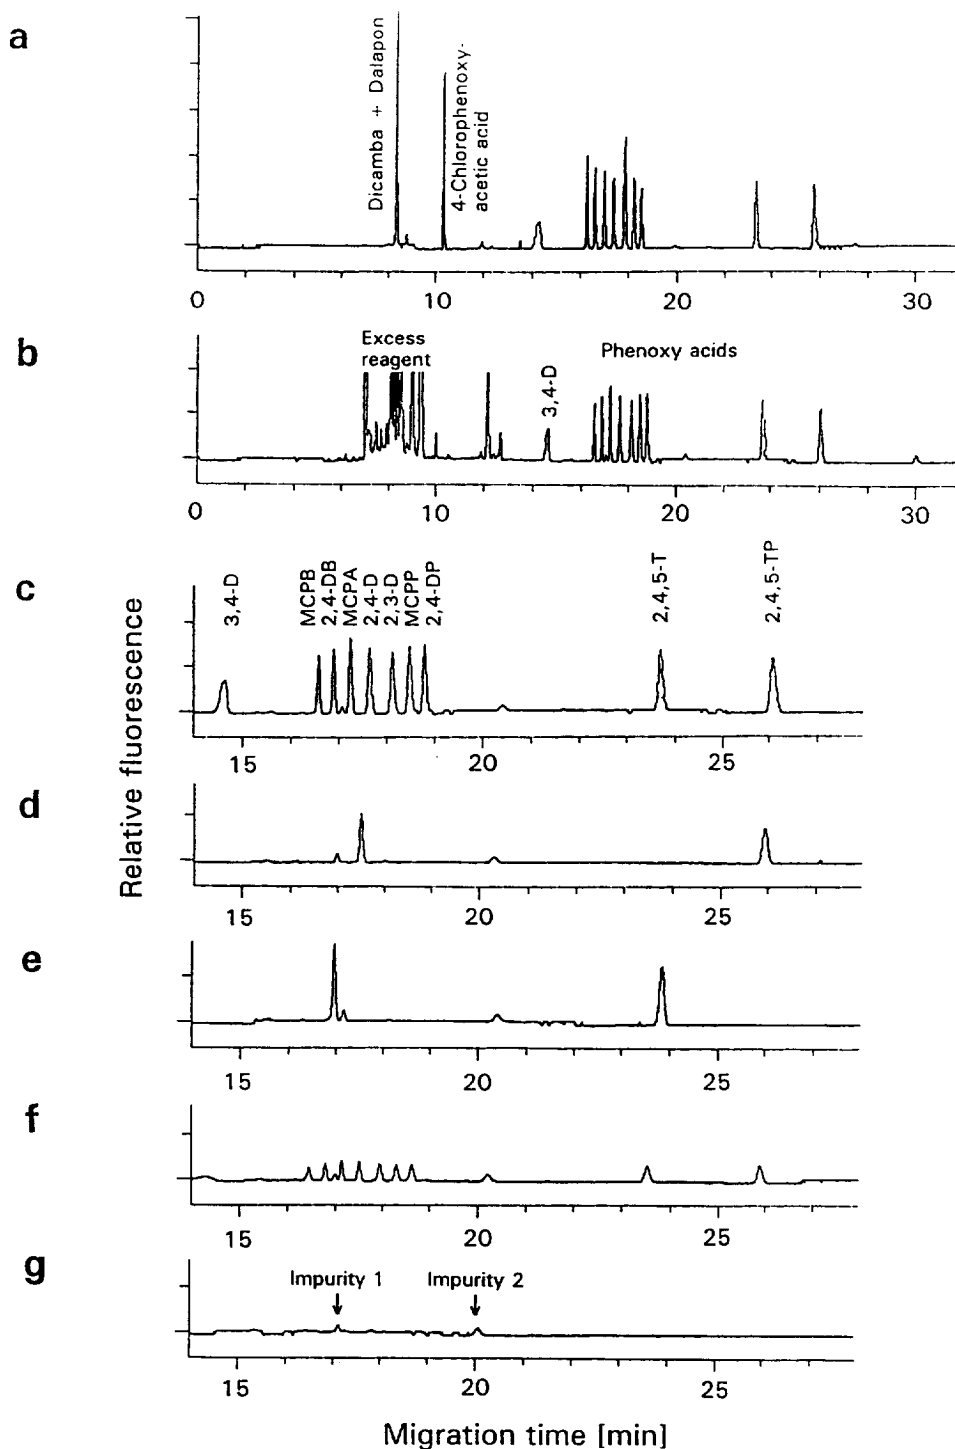 a
Dicamba + Dalapon
4-Chlorophenoxy-
acetic acid
0 10 20 30
b
Excess
reagent
3,4-D
Phenoxy acids
0 10 20 30
c
3,4-D
MCPB
2,4-DB
MCPA
2,4-D
2,3-D
MCPP
2,4-DP
2,4,5-T
2,4,5-TP
15 20 25
Relative fluorescence
d
15 20 25
e
15 20 25
f
15 20 25
g
Impurity 1 Impurity 2
15 20 25
Migration time [min]